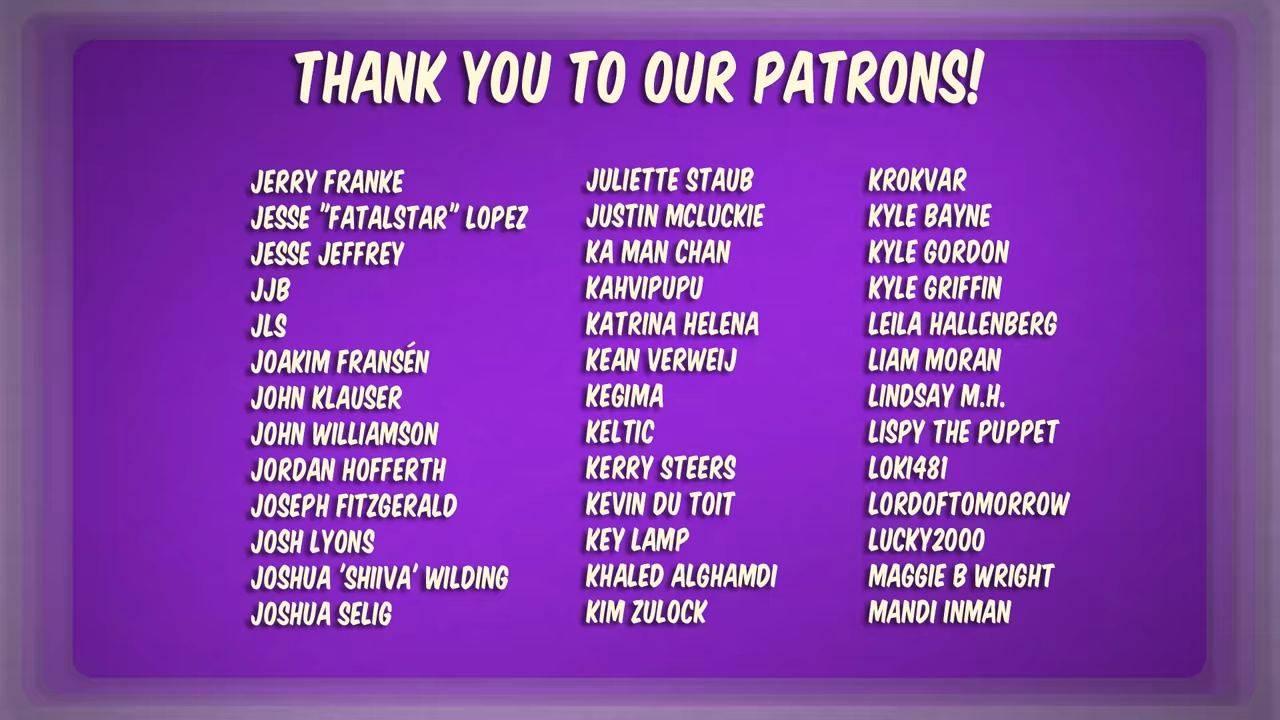 THANK YOU TO OUR PATRONS!
JERRY FRANKE
JESSE "FATALSTAR" LOPEZ
JESSE JEFFREY
JJB
JLS
JOAKIM FRANSÉN
JOHN KLAUSER
JOHN WILLIAMSON
JORDAN HOFFERTH
JOSEPH FITZGERALD
JOSH LYONS
JOSHUA 'SHIIVA' WILDING
JOSHUA SELIG
JULIETTE STAUB
JUSTIN MCLUCKIE
KA MAN CHAN
KAHVIPUPU
KATRINA HELENA
KEAN VERWEIJ
KEGIMA
KELTIC
KERRY STEERS
KEVIN DU TOIT
KEY LAMP
KHALED ALGHAMDI
KIM ZULOCK
KROKVAR
KYLE BAYNE
KYLE GORDON
KYLE GRIFFIN
LEILA HALLENBERG
LIAM MORAN
LINDSAY M.H.
LISPY THE PUPPET
LOKI481
LORDOFTOMORROW
LUCKY2000
MAGGIE B WRIGHT
MANDI INMAN